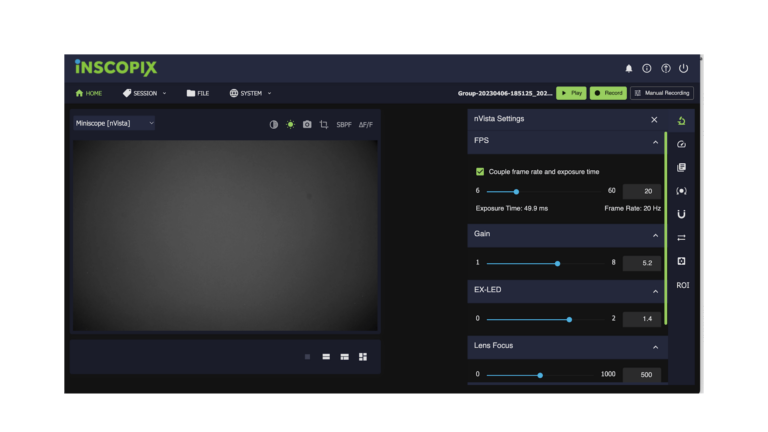 inscopix
HOME SESSION FILE SYSTEM Group-20230406-185125_202... Play Record Manual Recording
Miniscope [nVista] SBPF ΔF/F
nVista Settings
FPS
Couple frame rate and exposure time
6 60 20
Exposure Time: 49.9 ms Frame Rate: 20 Hz
Gain
1 8 5.2
EX-LED
0 2 1.4
Lens Focus
0 1000 500
ROI